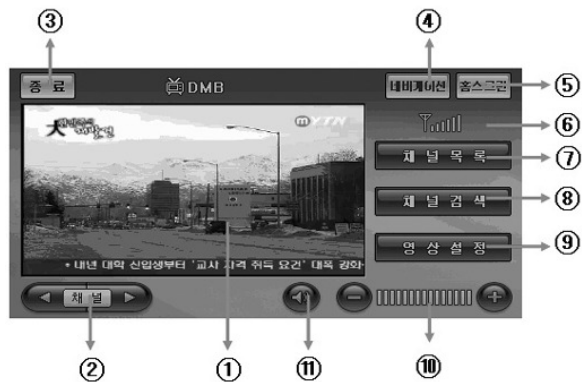 ③ ④
종 료 DMB 네비게이션 홈스크린 ⑤
mYTN ⑥
채 널 목 록 ⑦
채 널 검 색 ⑧
영 상 설 정 ⑨
* 내년 대학 신입생부터 '교사 자격 취득 요건' 대폭 강화
채 널
② ① ⑪ ⑩